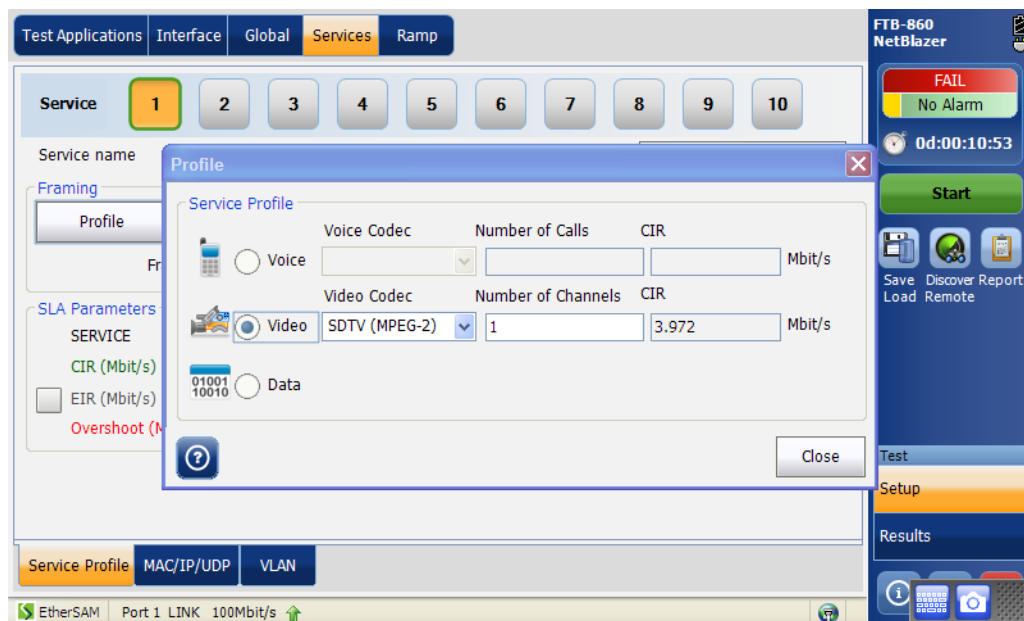 Test Applications Interface Global Services Ramp
FTB-860
NetBlazer
FAIL
No Alarm
0d:00:10:53
Start
Save
Load
Discover
Remote
Report
Service 1 2 3 4 5 6 7 8 9 10
Service name
Framing
Profile
Fr
SLA Parameters
SERVICE
CIR (Mbit/s)
EIR (Mbit/s)
Overshoot (M
Profile
Service Profile
Voice Codec Number of Calls CIR
Voice Mbit/s
Video Codec Number of Channels CIR
Video SDTV (MPEG-2) 1 3.972 Mbit/s
01001
10010
Data
?
Close
Test
Setup
Results
Service Profile MAC/IP/UDP VLAN
EtherSAM Port 1 LINK 100Mbit/s